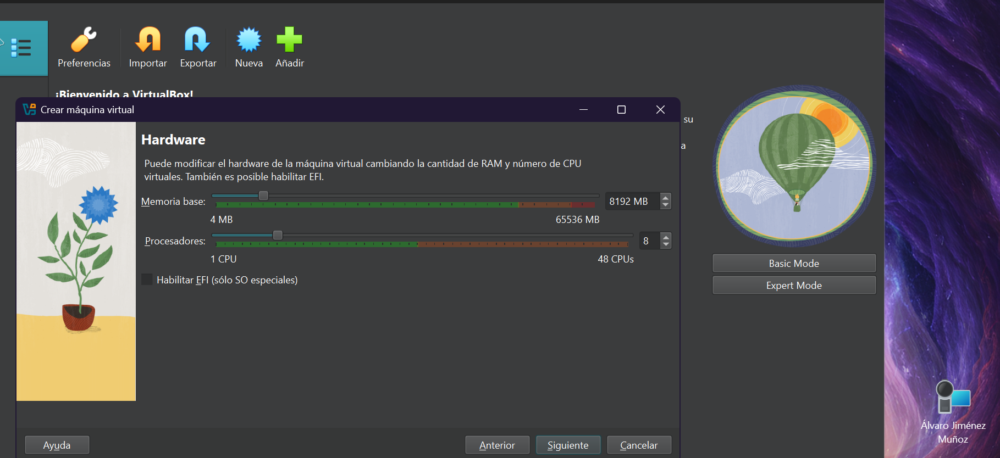 Preferencias
Importar
Exportar
Nueva
Añadir
¡Bienvenido a VirtualBox!
su
a
Crear máquina virtual
Hardware
Puede modificar el hardware de la máquina virtual cambiando la cantidad de RAM y número de CPU
virtuales. También es posible habilitar EFI.
Memoria base:
8192 MB
4 MB
65536 MB
Procesadores:
8
1 CPU
48 CPUs
Habilitar EFI (sólo SO especiales)
Basic Mode
Expert Mode
Álvaro Jiménez
Muñoz
Ayuda
Anterior
Siguiente
Cancelar